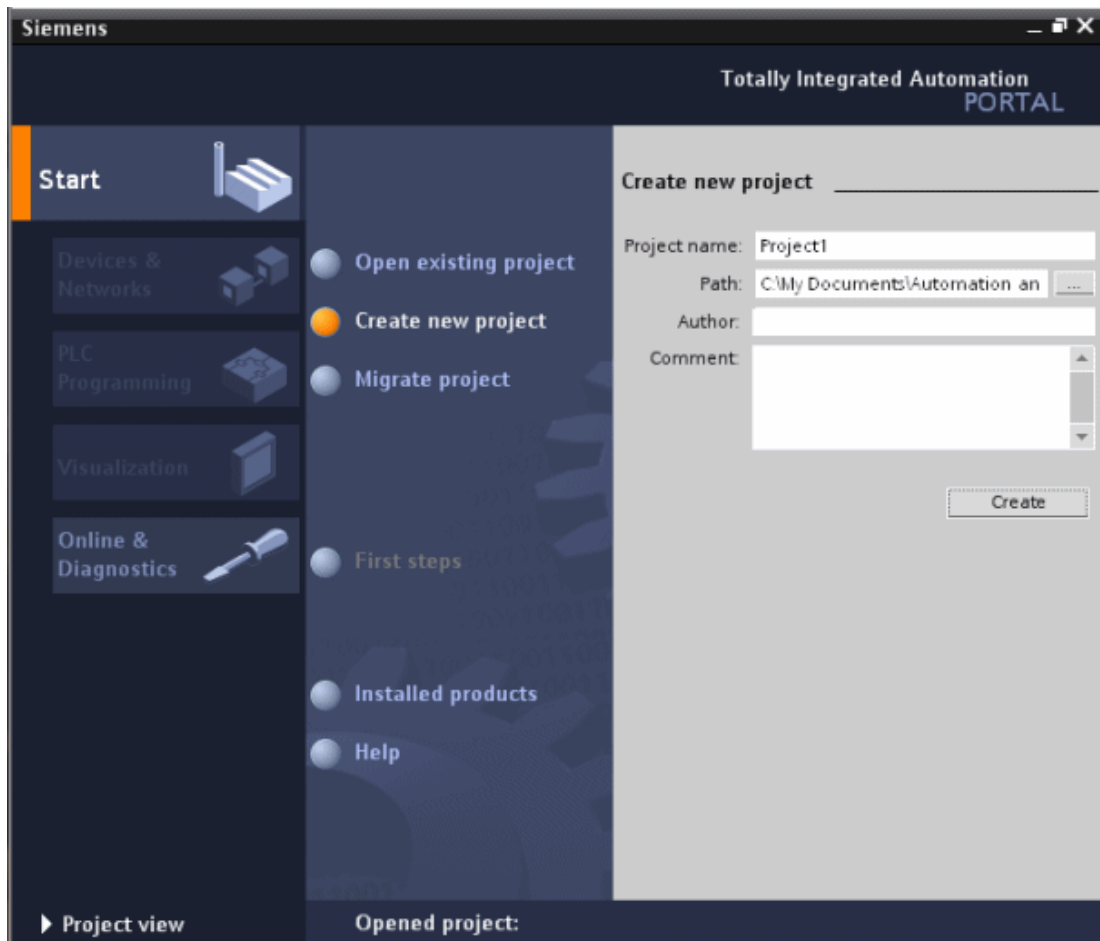 Siemens
Totally Integrated Automation
PORTAL
Start
Devices &
Networks
PLC
Programming
Visualization
Online &
Diagnostics
Open existing project
Create new project
Migrate project
First steps
Installed products
Help
Create new project
Project name: Project1
Path: C:\My Documents\Automation an ...
Author:
Comment:
Create
Project view
Opened project: